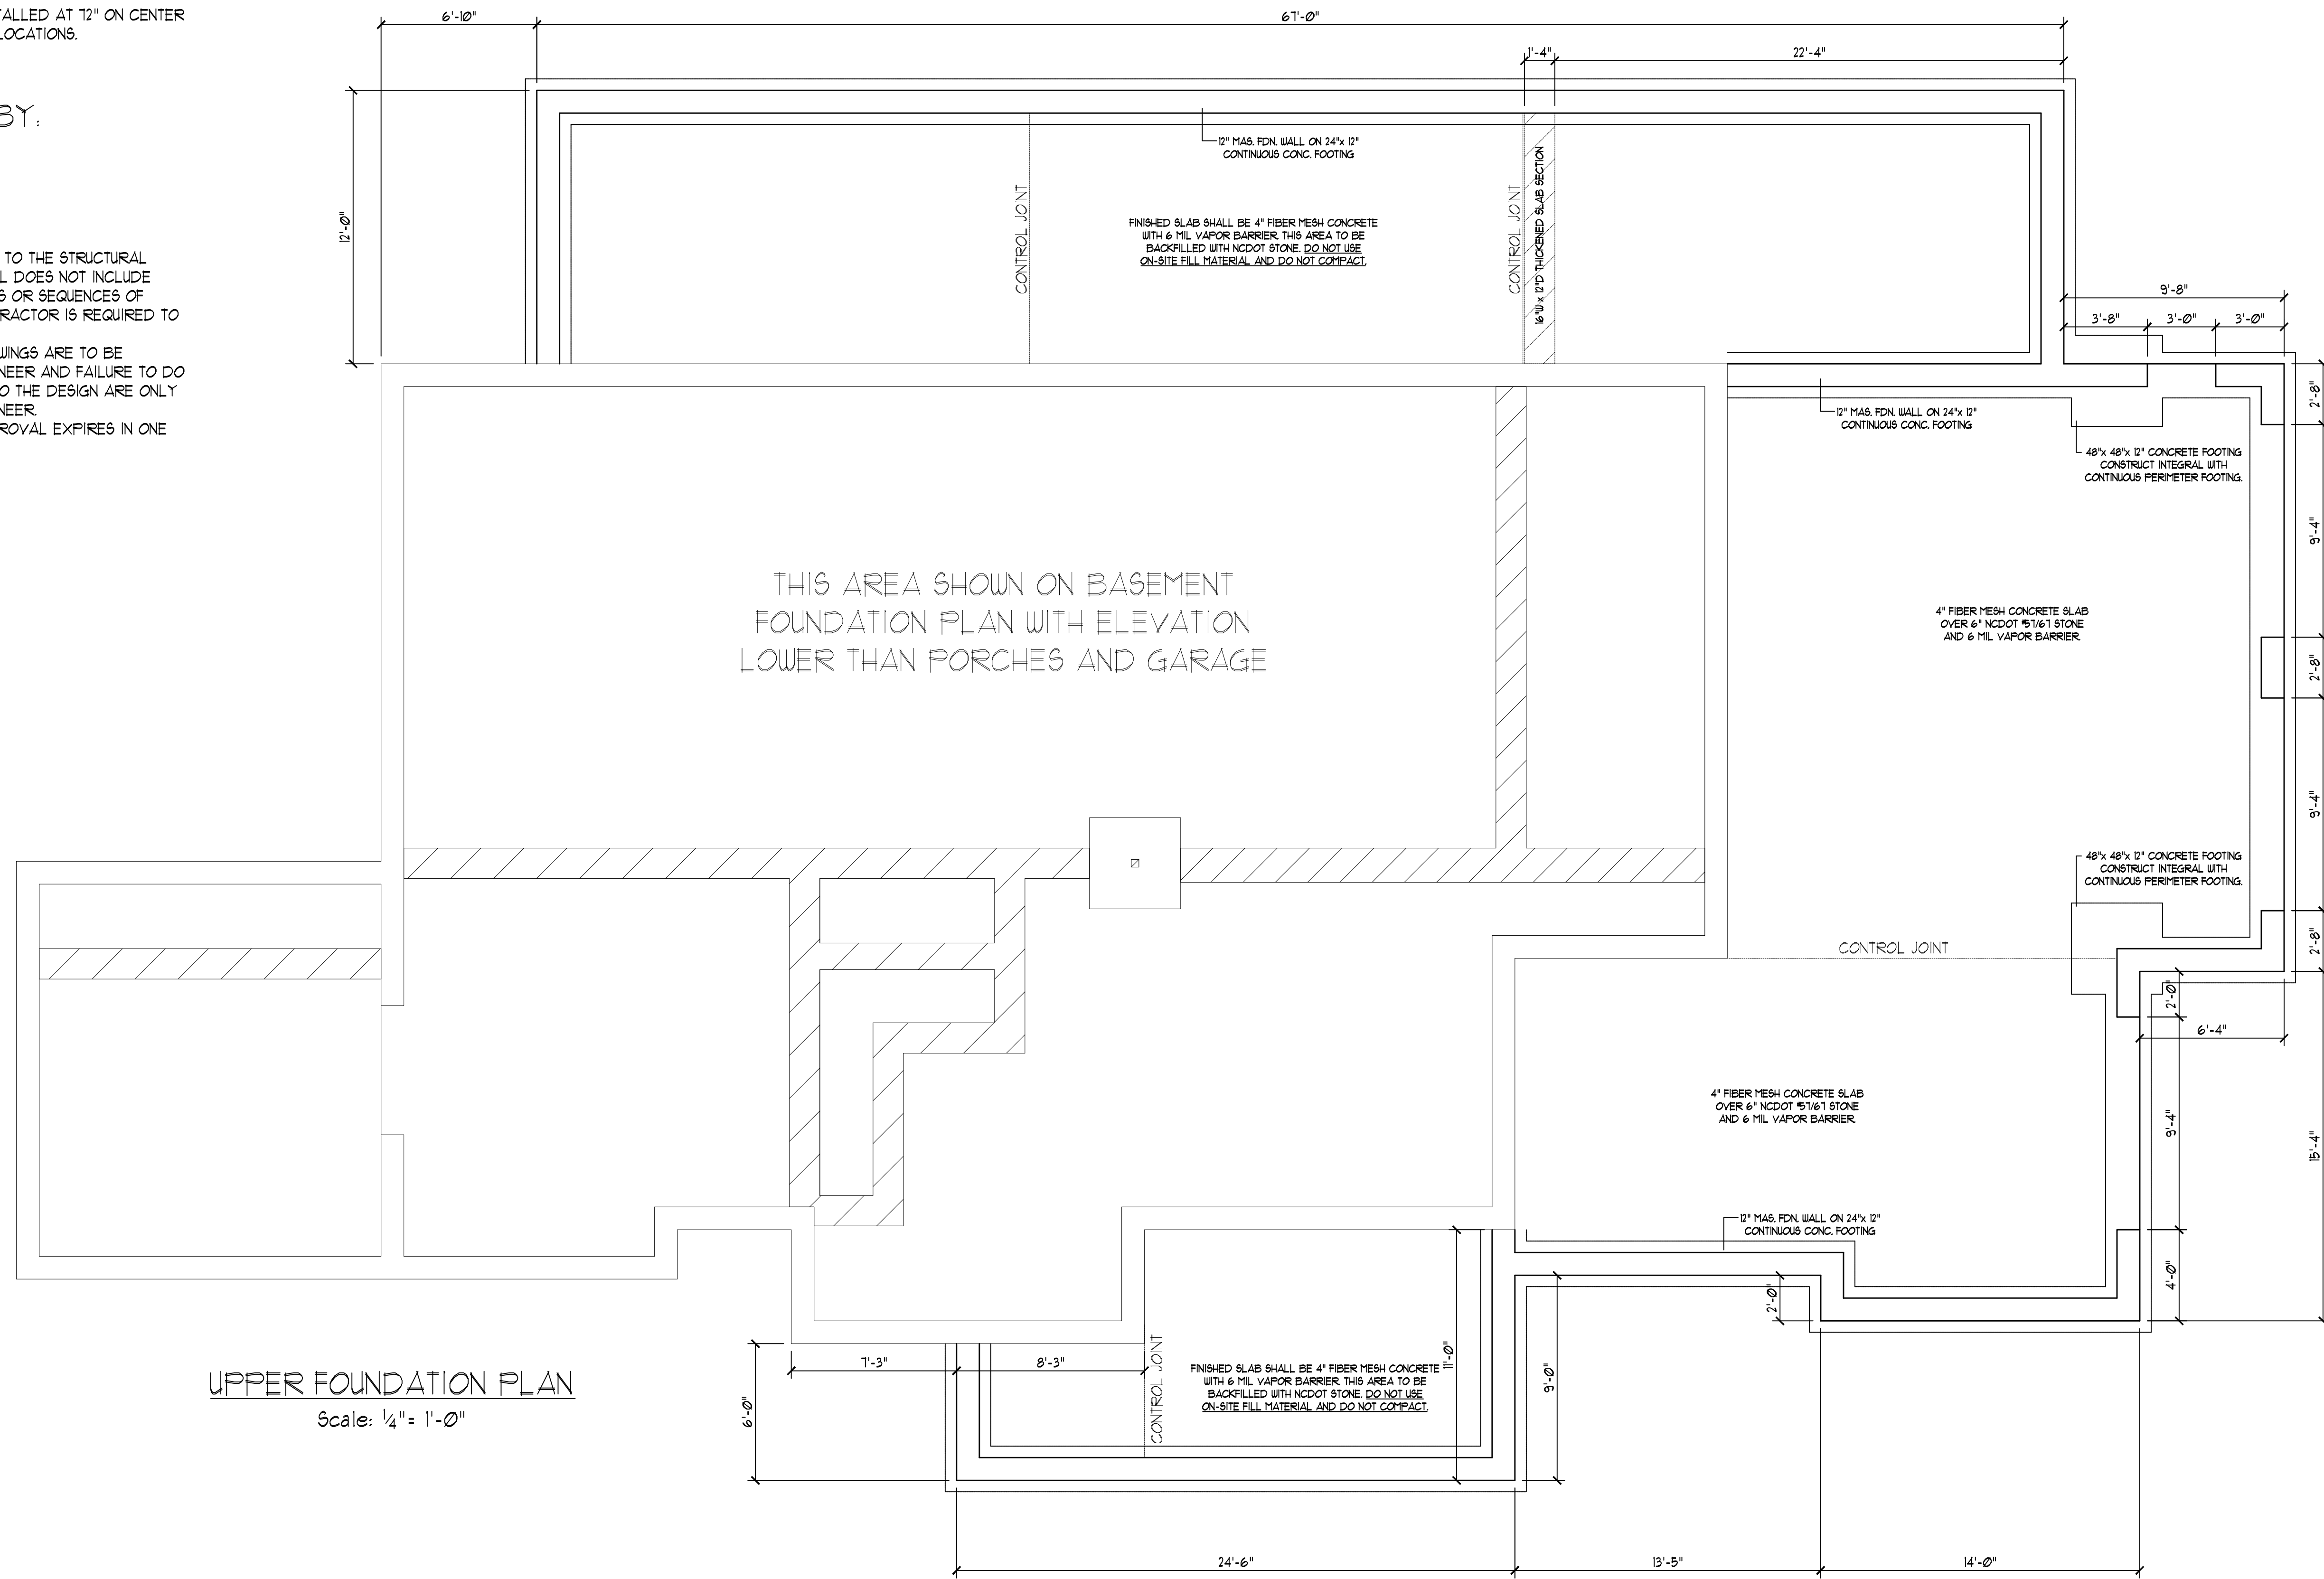 TALLED AT 72" ON CENTER
LOCATIONS.
BY:
TO THE STRUCTURAL
L DOES NOT INCLUDE
S OR SEQUENCES OF
RACTOR IS REQUIRED TO
WINGS ARE TO BE
NEER AND FAILURE TO DO
O THE DESIGN ARE ONLY
NEER.
ROVAL EXPIRES IN ONE
6'-10"
67'-0"
1'-4"
22'-4"
12'-0"
12" MAS. FDN. WALL ON 24"x 12"
CONTINUOUS CONC. FOOTING
CONTROL JOINT
FINISHED SLAB SHALL BE 4" FIBER MESH CONCRETE
WITH 6 MIL VAPOR BARRIER. THIS AREA TO BE
BACKFILLED WITH NCDOT STONE. DO NOT USE
ON-SITE FILL MATERIAL AND DO NOT COMPACT.
CONTROL JOINT
16"W x 12"D THICKENED SLAB SECTION
9'-8"
3'-8"
3'-0"
3'-0"
2'-8"
12" MAS. FDN. WALL ON 24"x 12"
CONTINUOUS CONC. FOOTING
48"x 48"x 12" CONCRETE FOOTING
CONSTRUCT INTEGRAL WITH
CONTINUOUS PERIMETER FOOTING.
9'-4"
THIS AREA SHOWN ON BASEMENT
FOUNDATION PLAN WITH ELEVATION
LOWER THAN PORCHES AND GARAGE
4" FIBER MESH CONCRETE SLAB
OVER 6" NCDOT #57/67 STONE
AND 6 MIL VAPOR BARRIER.
2'-8"
9'-4"
48"x 48"x 12" CONCRETE FOOTING
CONSTRUCT INTEGRAL WITH
CONTINUOUS PERIMETER FOOTING.
CONTROL JOINT
2'-8"
2'-0"
6'-4"
4" FIBER MESH CONCRETE SLAB
OVER 6" NCDOT #57/67 STONE
AND 6 MIL VAPOR BARRIER.
9'-4"
15'-4"
12" MAS. FDN. WALL ON 24"x 12"
CONTINUOUS CONC. FOOTING
4'-0"
2'-0"
7'-3"
8'-3"
CONTROL JOINT
FINISHED SLAB SHALL BE 4" FIBER MESH CONCRETE
WITH 6 MIL VAPOR BARRIER. THIS AREA TO BE
BACKFILLED WITH NCDOT STONE. DO NOT USE
ON-SITE FILL MATERIAL AND DO NOT COMPACT.
11'-0"
9'-0"
6'-0"
UPPER FOUNDATION PLAN
Scale: 1/4"= 1'-0"
24'-6"
13'-5"
14'-0"